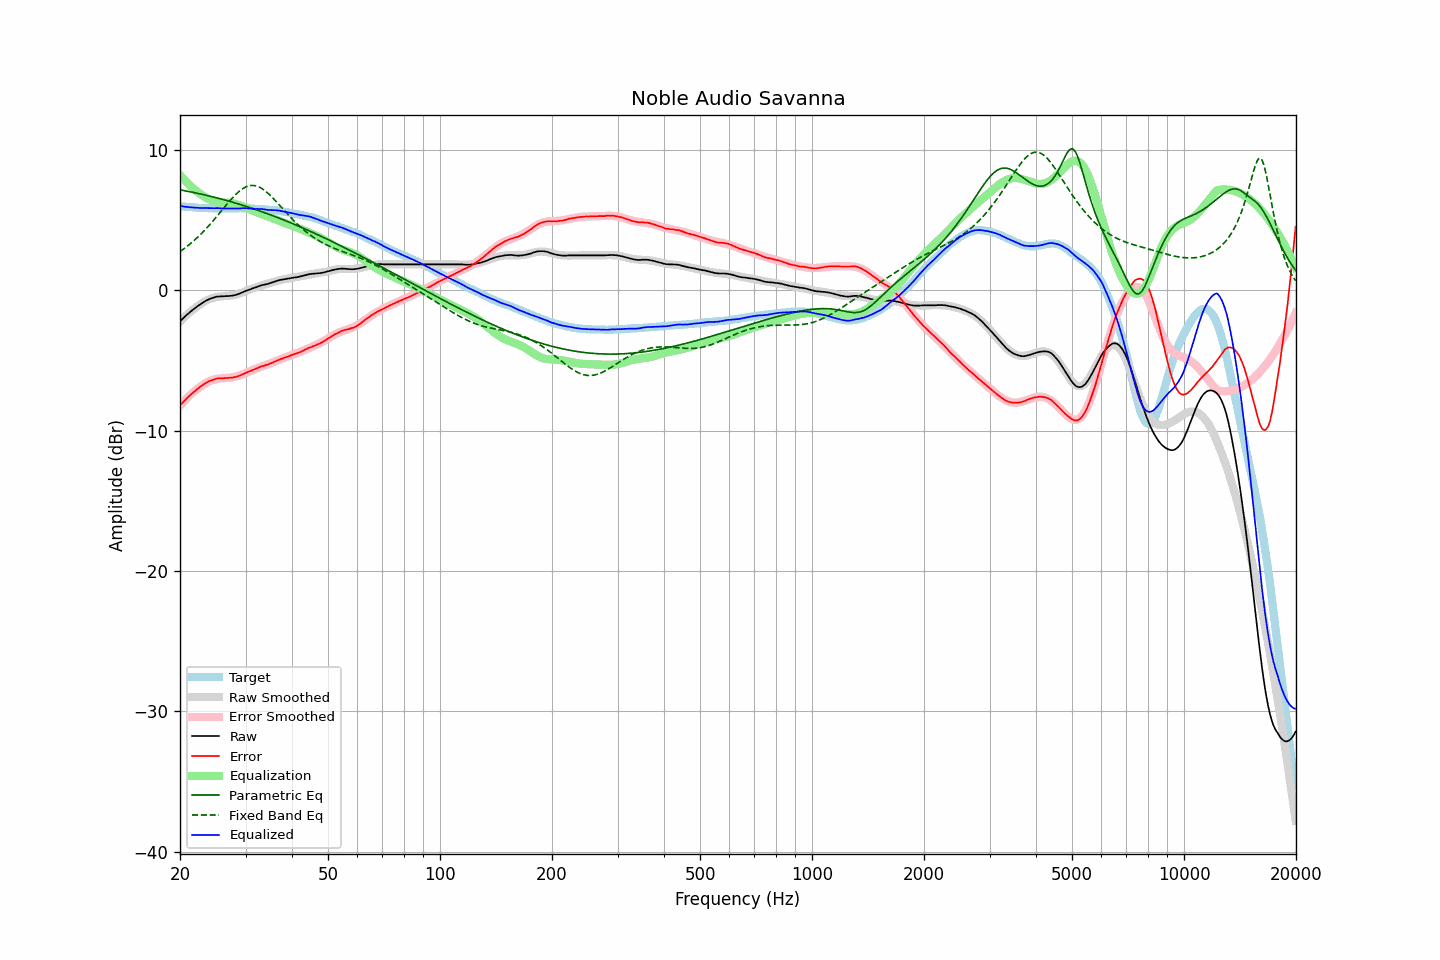 Noble Audio Savanna
10
0
−10
−20
−30
−40
Amplitude (dBr)
Target
Raw Smoothed
Error Smoothed
Raw
Error
Equalization
Parametric Eq
Fixed Band Eq
Equalized
20 50 100 200 500 1000 2000 5000 10000 20000
Frequency (Hz)